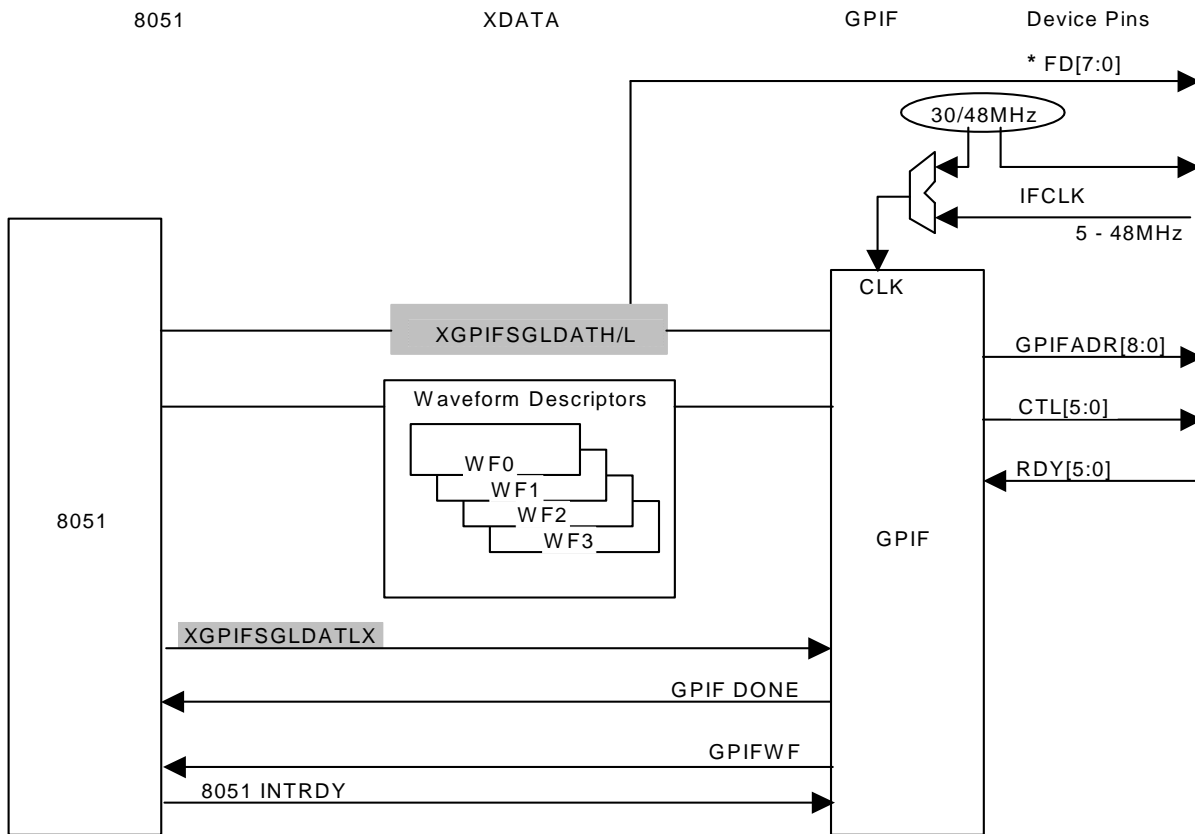 8051 XDATA GPIF Device Pins
* FD[7:0]
30/48MHz
IFCLK
5 - 48MHz
CLK
XGPIFSGLDATH/L
GPIFADR[8:0]
Waveform Descriptors
CTL[5:0]
WF0
RDY[5:0]
WF1
WF2
8051
WF3
GPIF
XGPIFSGLDATLX
GPIF DONE
GPIFWF
8051 INTRDY